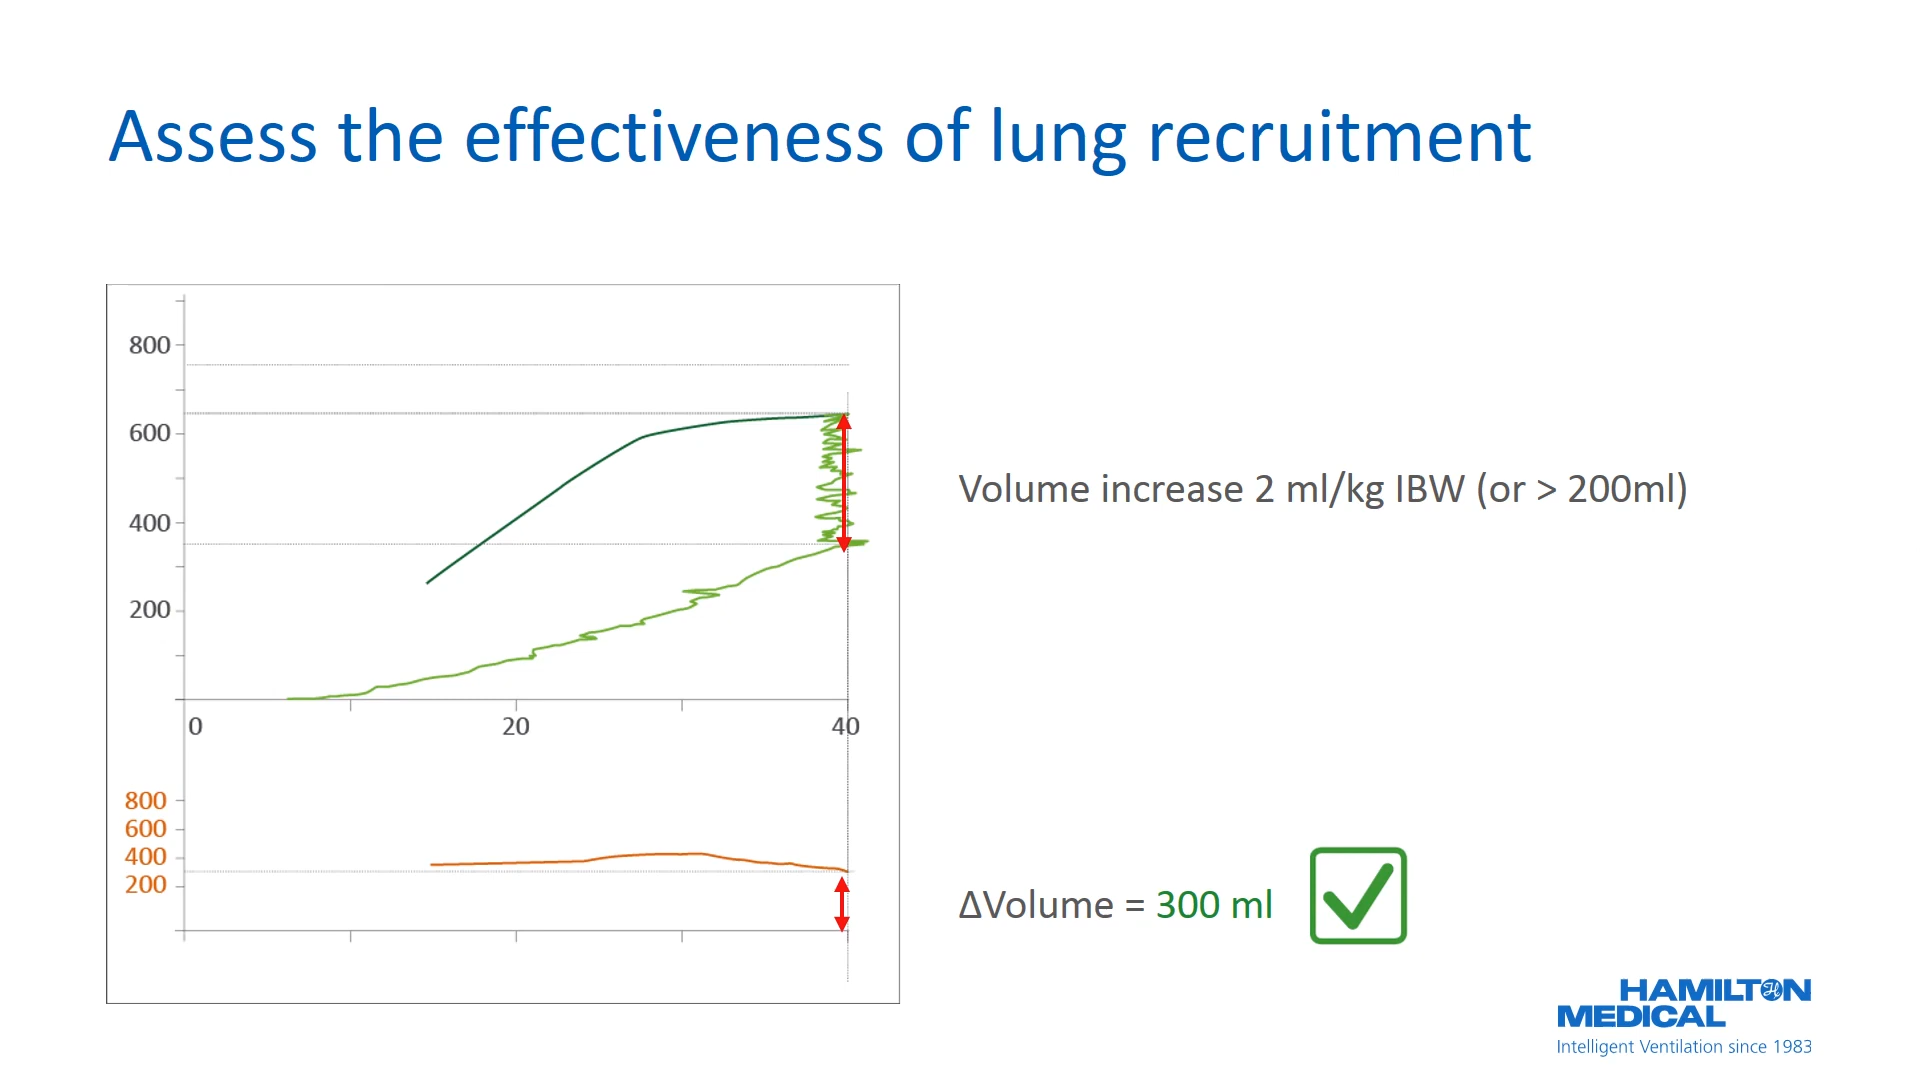 Assess the effectiveness of lung recruitment
800
600
400
200
0 20 40
800
600
400
200
Volume increase 2 ml/kg IBW (or > 200ml)
ΔVolume = 300 ml
HAMILTON
MEDICAL
Intelligent Ventilation since 1983